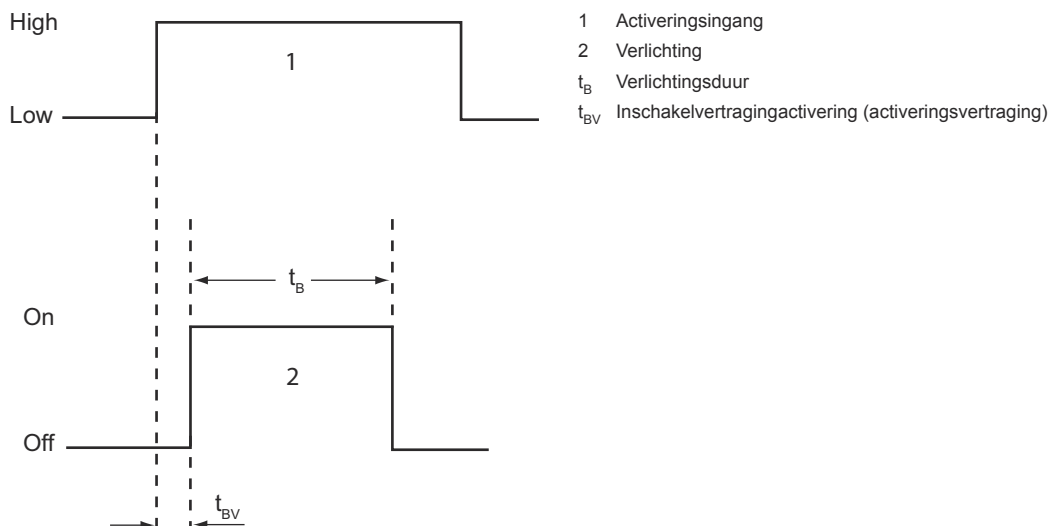 High
1
Low
t_B
On
2
Off
t_BV
1 Activeringsingang
2 Verlichting
t_B Verlichtingsduur
t_BV Inschakelvertragingactivering (activeringsvertraging)